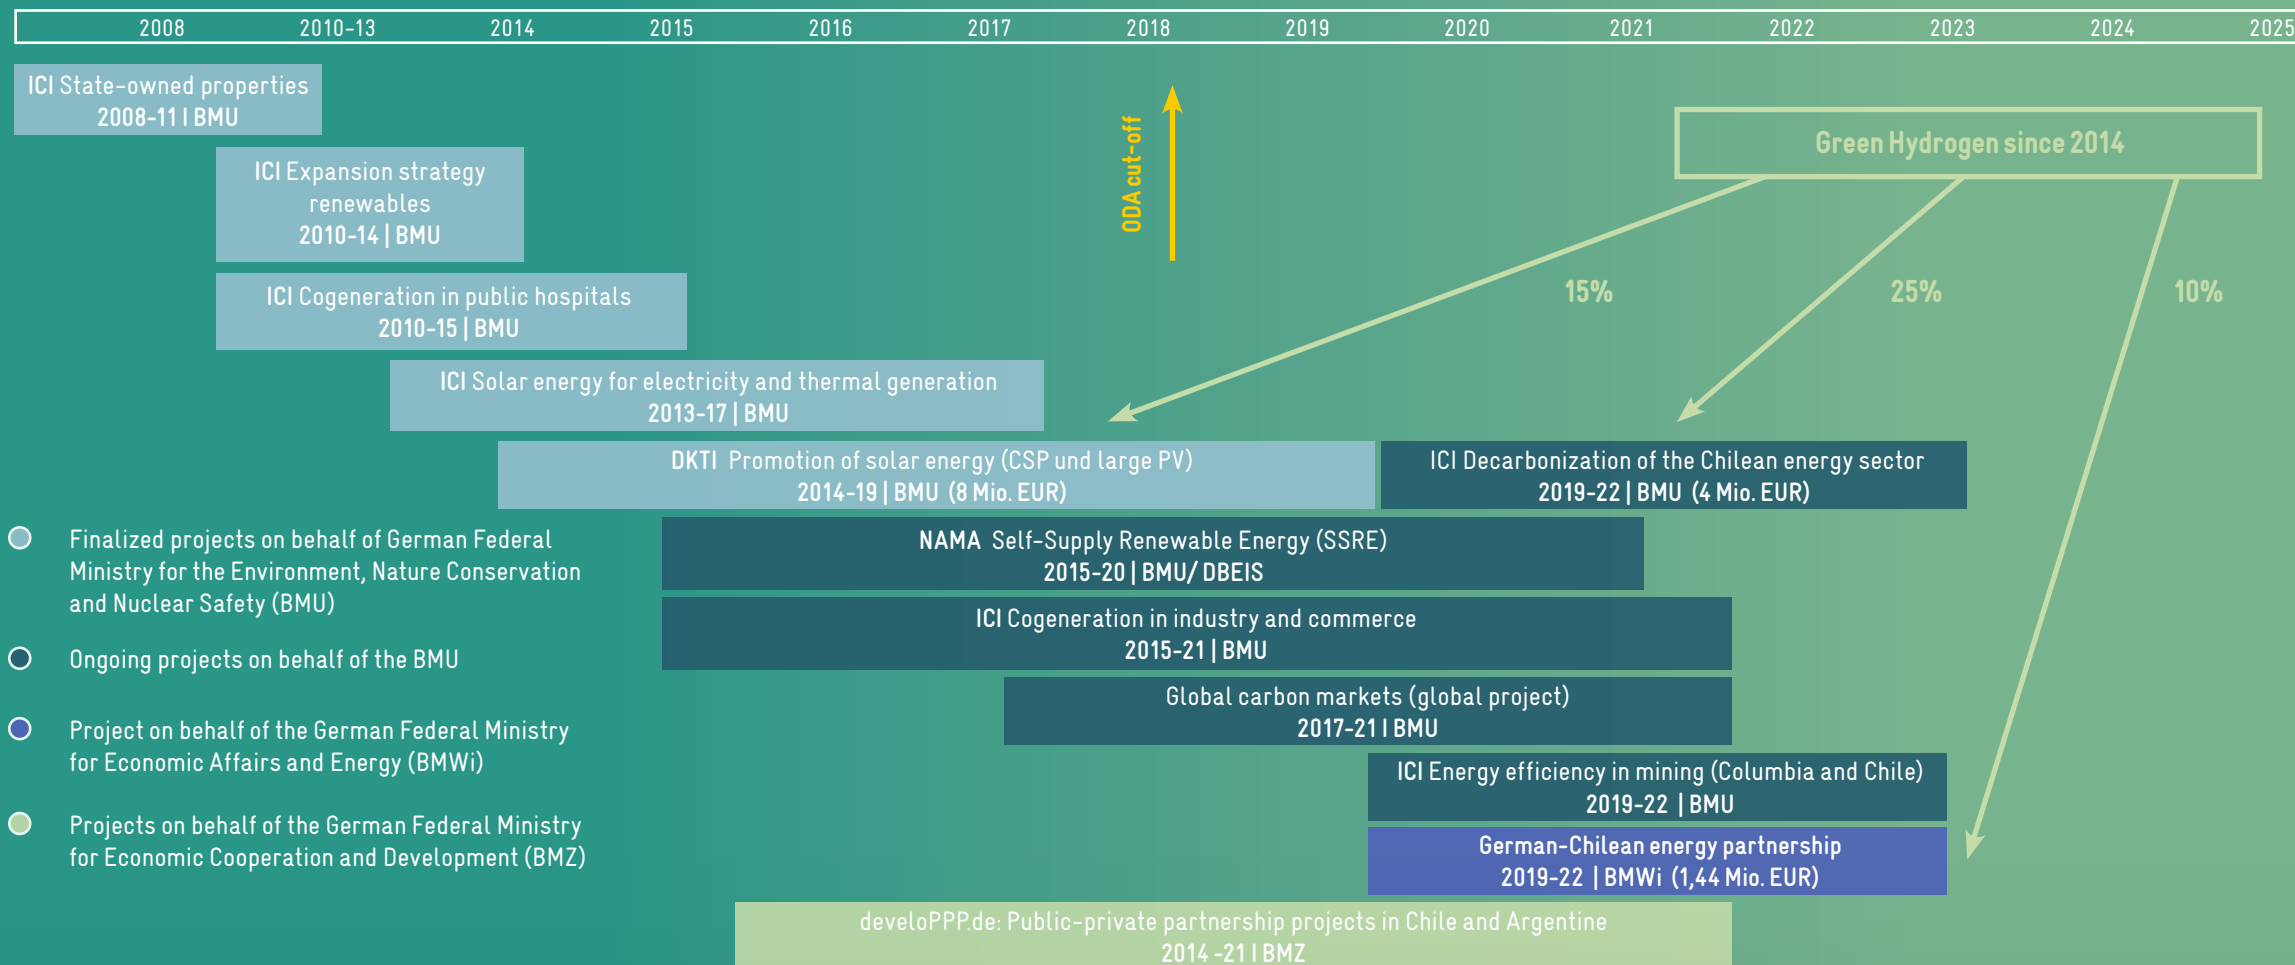 2008 2010-13 2014 2015 2016 2017 2018 2019 2020 2021 2022 2023 2024 2025
ICI State-owned properties
2008-11 I BMU
ODA cut-off
Green Hydrogen since 2014
ICI Expansion strategy
renewables
2010-14 | BMU
ICI Cogeneration in public hospitals
2010-15 | BMU
15% 25% 10%
ICI Solar energy for electricity and thermal generation
2013-17 | BMU
DKTI Promotion of solar energy (CSP und large PV)
2014-19 | BMU (8 Mio. EUR)
ICI Decarbonization of the Chilean energy sector
2019-22 | BMU (4 Mio. EUR)
NAMA Self-Supply Renewable Energy (SSRE)
2015-20 | BMU/ DBEIS
ICI Cogeneration in industry and commerce
2015-21 | BMU
Global carbon markets (global project)
2017-21 I BMU
ICI Energy efficiency in mining (Columbia and Chile)
2019-22 | BMU
German-Chilean energy partnership
2019-22 | BMWi (1,44 Mio. EUR)
develoPPP.de: Public-private partnership projects in Chile and Argentine
2014 -21 I BMZ
Finalized projects on behalf of German Federal
Ministry for the Environment, Nature Conservation
and Nuclear Safety (BMU)
Ongoing projects on behalf of the BMU
Project on behalf of the German Federal Ministry
for Economic Affairs and Energy (BMWi)
Projects on behalf of the German Federal Ministry
for Economic Cooperation and Development (BMZ)